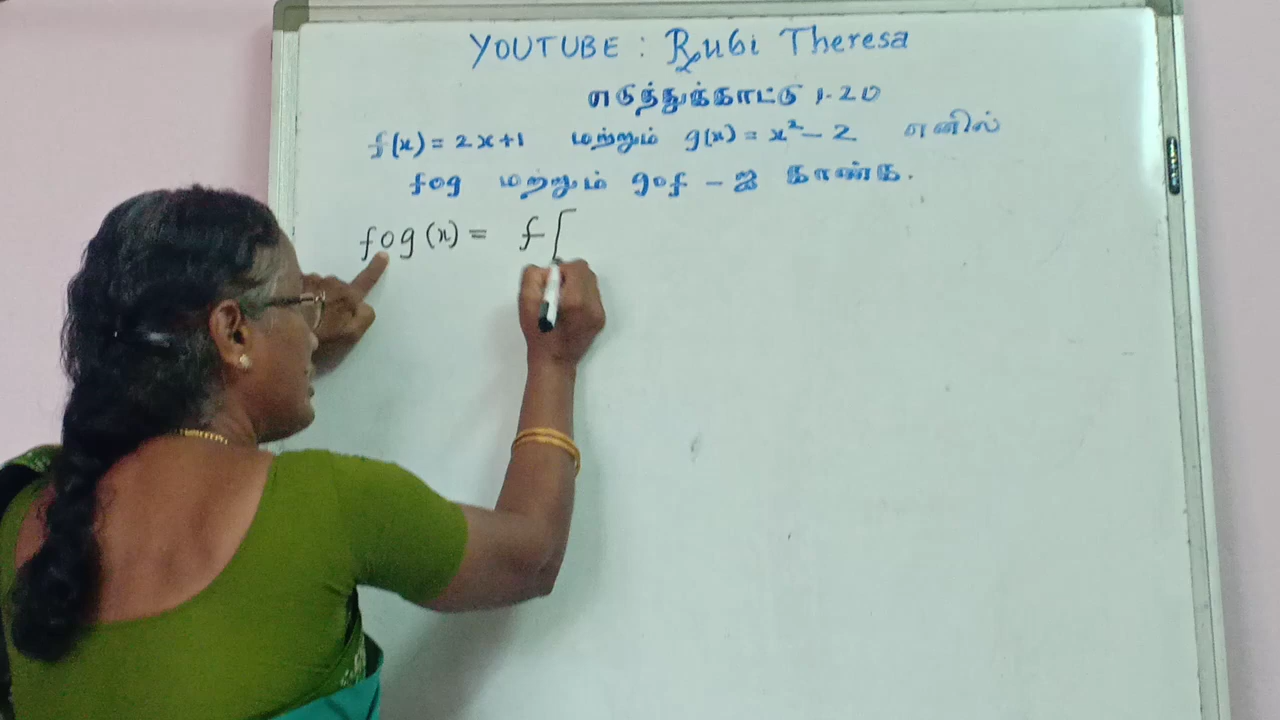 YOUTUBE : Rubi Theresa
எடுத்துக்காட்டு 1.20
f(x) = 2x+1 மற்றும் g(x) = x² - 2 எனில்
fog மற்றும் gof - ஐ காண்க.
fog (x) = f[